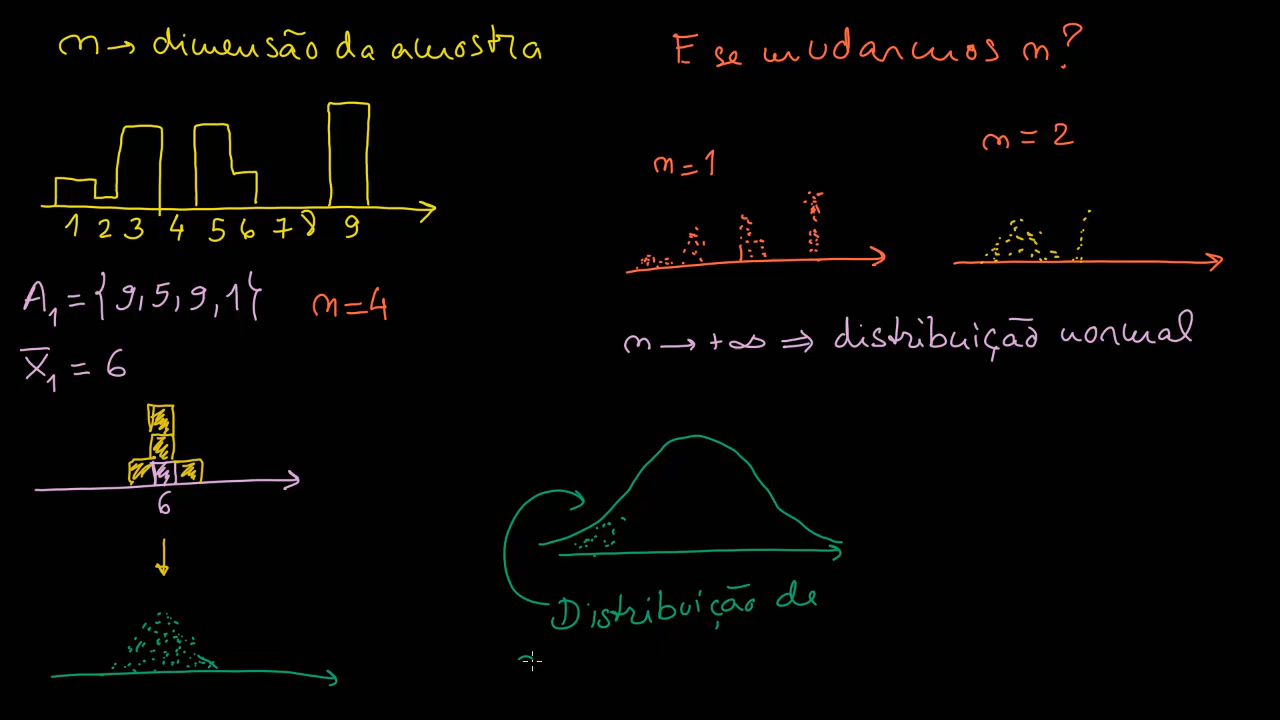 n → dimensão da amostra
1 2 3 4 5 6 7 8 9
A₁ = {9, 5, 9, 1} n = 4
X̅₁ = 6
6
E se mudarmos n?
n = 1
n = 2
n → +∞ ⇒ distribuição normal
Distribuição de